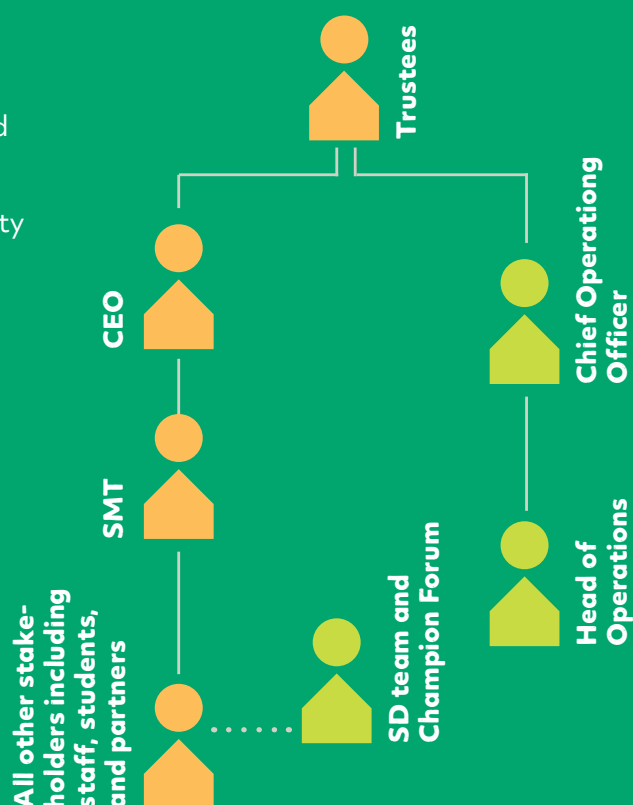 d
ty
Trustees
CEO
Chief Operationg
Officer
SMT
Head of
Operations
SD team and
Champion Forum
All other stake-
holders including
staff, students,
and partners